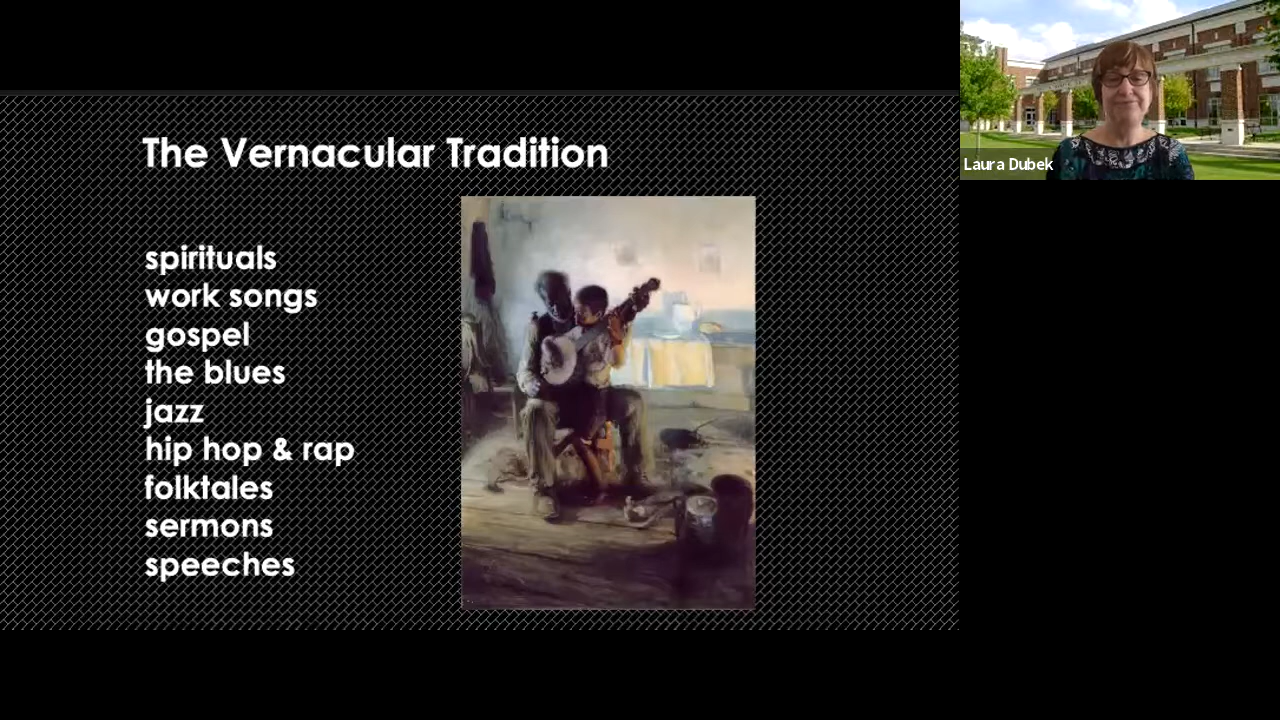 The Vernacular Tradition
spirituals
work songs
gospel
the blues
jazz
hip hop & rap
folktales
sermons
speeches
Laura Dubek